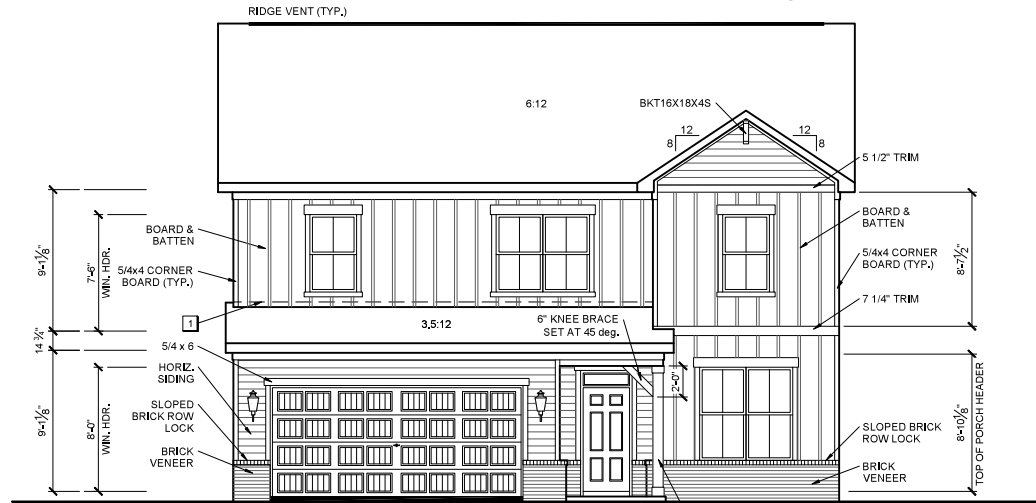 RIDGE VENT (TYP.)
6:12
BKT16X18X4S
12
8
12
8
5 1/2" TRIM
BOARD &
BATTEN
5/4x4 CORNER
BOARD (TYP.)
9'-1 1/8"
7'-6"
WIN. HDR.
BOARD &
BATTEN
5/4x4 CORNER
BOARD (TYP.)
8'-7 1/2"
7 1/4" TRIM
1
3.5:12
6" KNEE BRACE
SET AT 45 deg.
14 3/4"
5/4 x 6
HORIZ.
SIDING
2'-0"
SLOPED
BRICK ROW
LOCK
BRICK
VENEER
9'-1 1/8"
8'-0"
WIN. HDR.
SLOPED BRICK
ROW LOCK
BRICK
VENEER
8'-10 1/8"
TOP OF PORCH HEADER